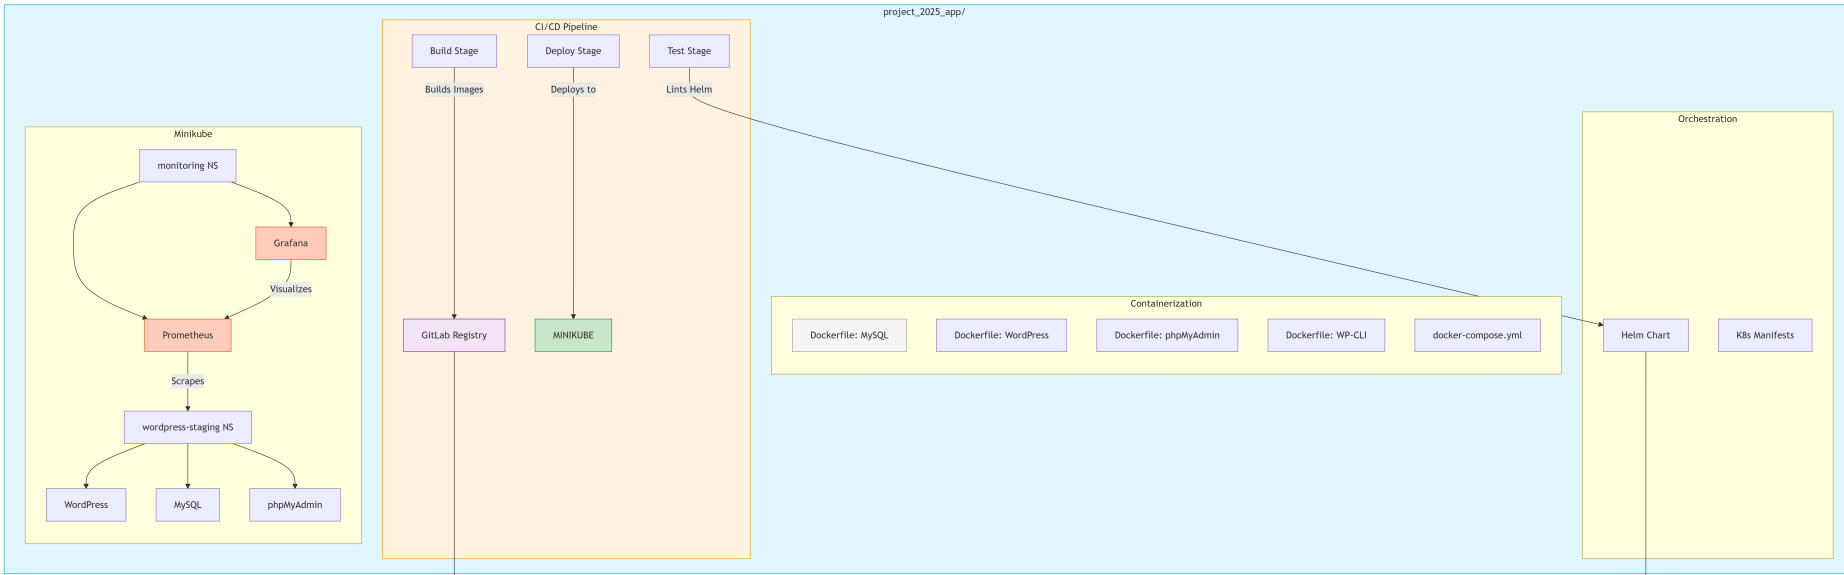 project_2025_app/
CI/CD Pipeline
Build Stage
Deploy Stage
Test Stage
Builds Images
Deploys to
Lints Helm
GitLab Registry
MINIKUBE
Minikube
monitoring NS
Grafana
Visualizes
Prometheus
Scrapes
wordpress-staging NS
WordPress
MySQL
phpMyAdmin
Containerization
Dockerfile: MySQL
Dockerfile: WordPress
Dockerfile: phpMyAdmin
Dockerfile: WP-CLI
docker-compose.yml
Orchestration
Helm Chart
K8s Manifests